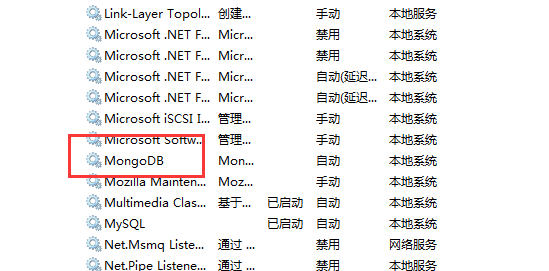 Link-Layer Topol... 创建... 手动 本地服务
Microsoft .NET F... Micr... 禁用 本地系统
Microsoft .NET F... Micr... 禁用 本地系统
Microsoft .NET F... Micr... 自动(延迟... 本地系统
Microsoft .NET F... Micr... 自动(延迟... 本地系统
Microsoft iSCSI I... 管理... 手动 本地系统
Microsoft Softw... 管理... 手动 本地系统
MongoDB Mon... 自动 本地系统
Mozilla Mainten... Moz... 手动 本地系统
Multimedia Clas... 基于... 已启动 自动 本地系统
MySQL 已启动 自动 本地系统
Net.Msmq Liste... 通过 ... 禁用 网络服务
Net.Pipe Listene... 通过 ... 禁用 本地服务